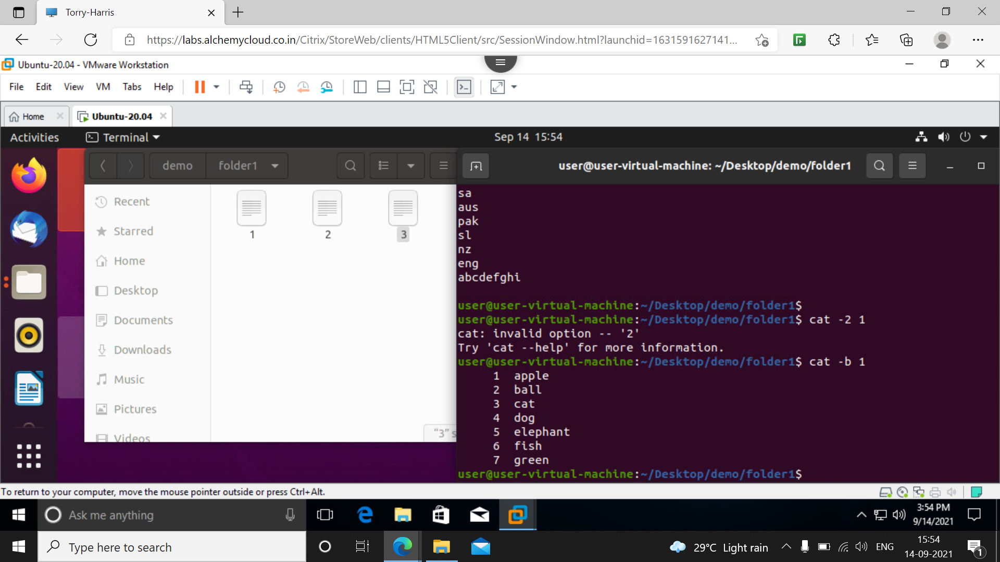 Torry-Harris
https://labs.alchemycloud.co.in/Citrix/StoreWeb/clients/HTML5Client/src/SessionWindow.html?launchid=1631591627141...
Ubuntu-20.04 - VMware Workstation
File Edit View VM Tabs Help
Home
Ubuntu-20.04
Activities
Terminal
Sep 14 15:54
demo
folder1
user@user-virtual-machine: ~/Desktop/demo/folder1
Recent
Starred
Home
Desktop
Documents
Downloads
Music
Pictures
Videos
1
2
3
"3" s
sa
aus
pak
sl
nz
eng
abcdefghi
user@user-virtual-machine:~/Desktop/demo/folder1$
user@user-virtual-machine:~/Desktop/demo/folder1$ cat -2 1
cat: invalid option -- '2'
Try 'cat --help' for more information.
user@user-virtual-machine:~/Desktop/demo/folder1$ cat -b 1
1 apple
2 ball
3 cat
4 dog
5 elephant
6 fish
7 green
user@user-virtual-machine:~/Desktop/demo/folder1$
To return to your computer, move the mouse pointer outside or press Ctrl+Alt.
Ask me anything
3:54 PM
9/14/2021
Type here to search
29°C Light rain
ENG
15:54
14-09-2021
1